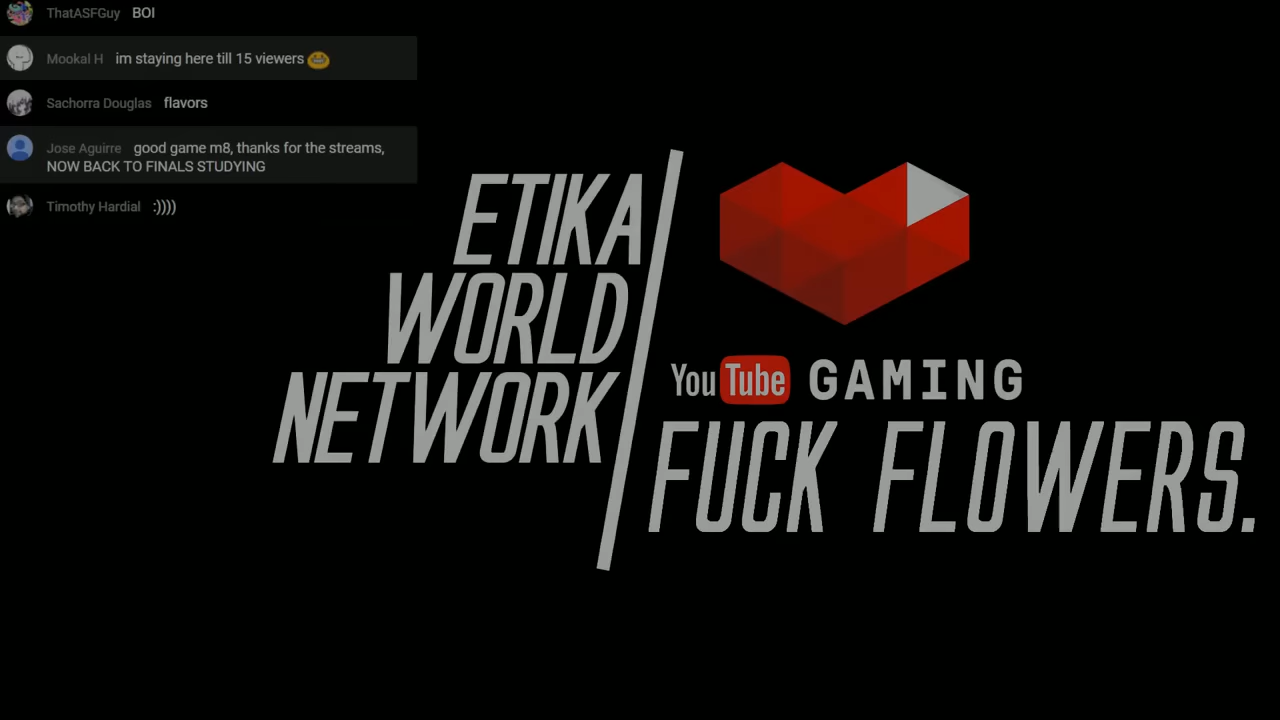 ThatASFGuy BOI
Mookal H im staying here till 15 viewers
Sachorra Douglas flavors
Jose Aguirre good game m8, thanks for the streams,
NOW BACK TO FINALS STUDYING
Timothy Hardial :))))
ETIKA
WORLD
NETWORK
YouTube GAMING
FUCK FLOWERS.